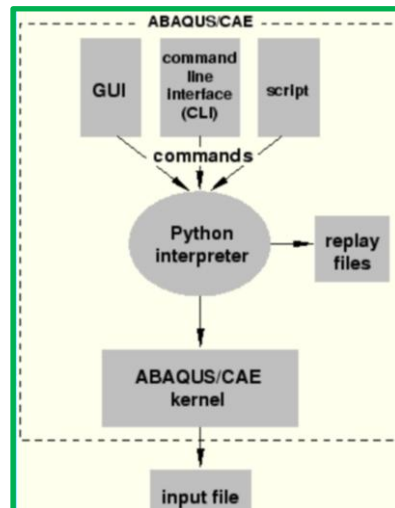 ABAQUS/CAE
GUI
command
line
interface
(CLI)
script
commands
Python
interpreter
replay
files
ABAQUS/CAE
kernel
input file